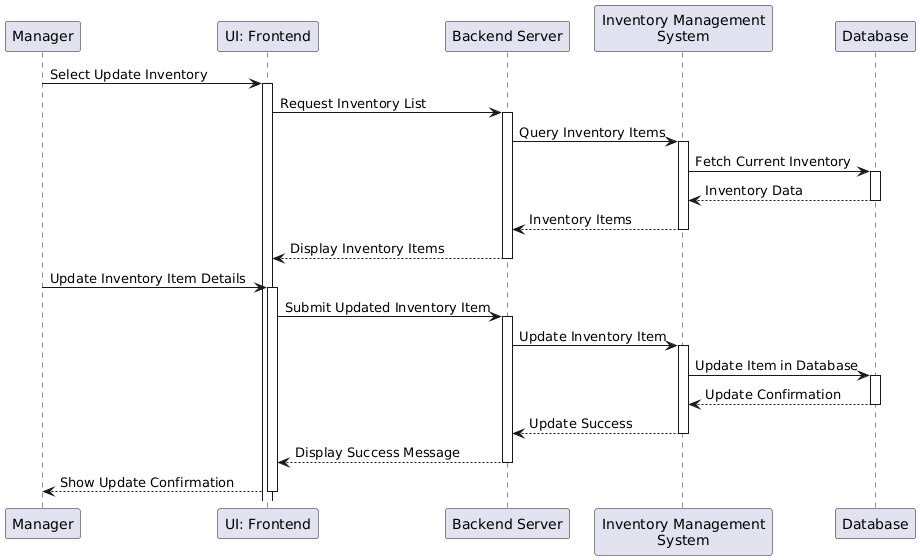 Manager
UI: Frontend
Backend Server
Inventory Management
System
Database
Select Update Inventory
Request Inventory List
Query Inventory Items
Fetch Current Inventory
Inventory Data
Inventory Items
Display Inventory Items
Update Inventory Item Details
Submit Updated Inventory Item
Update Inventory Item
Update Item in Database
Update Confirmation
Update Success
Display Success Message
Show Update Confirmation
Manager
UI: Frontend
Backend Server
Inventory Management
System
Database